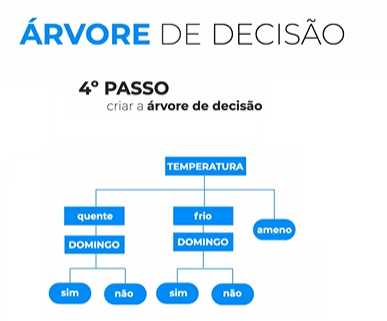 ÁRVORE DE DECISÃO
4º PASSO
criar a árvore de decisão
TEMPERATURA
quente
frio
ameno
DOMINGO
DOMINGO
sim
não
sim
não